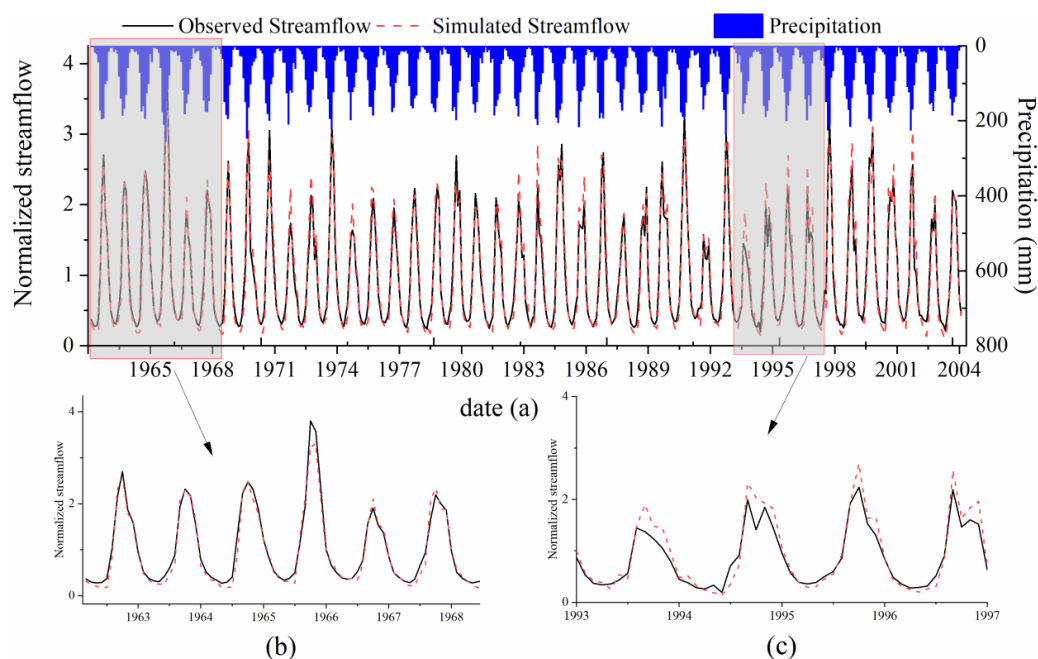 Observed Streamflow Simulated Streamflow Precipitation
Normalized streamflow
4
3
2
1
0
0
200
400
600
800
Precipitation (mm)
1965 1968 1971 1974 1977 1980 1983 1986 1989 1992 1995 1998 2001 2004
date (a)
Normalized streamflow
4
2
0
1963 1964 1965 1966 1967 1968
(b)
Normalized streamflow
4
2
0
1993 1994 1995 1996 1997
(c)